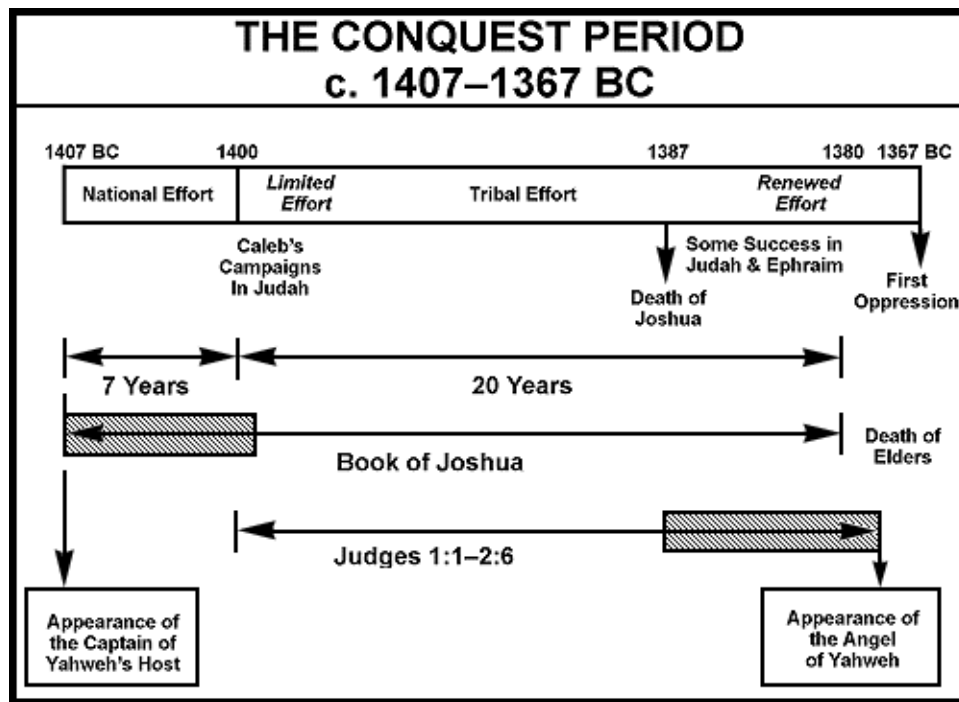 THE CONQUEST PERIOD
c. 1407–1367 BC
1407 BC 1400 1387 1380 1367 BC
National Effort
Limited
Effort
Tribal Effort
Renewed
Effort
Caleb's
Campaigns
In Judah
Death of
Joshua
Some Success in
Judah & Ephraim
First
Oppression
7 Years
20 Years
Book of Joshua
Death of
Elders
Judges 1:1–2:6
Appearance of
the Captain of
Yahweh's Host
Appearance of
the Angel
of Yahweh